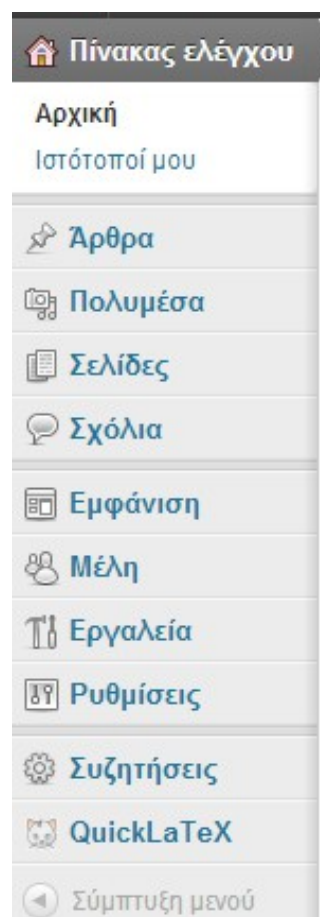 Πίνακας ελέγχου
Αρχική
Ιστότοποί μου
Άρθρα
Πολυμέσα
Σελίδες
Σχόλια
Εμφάνιση
Μέλη
Εργαλεία
Ρυθμίσεις
Συζητήσεις
QuickLaTeX
Σύμπτυξη μενού